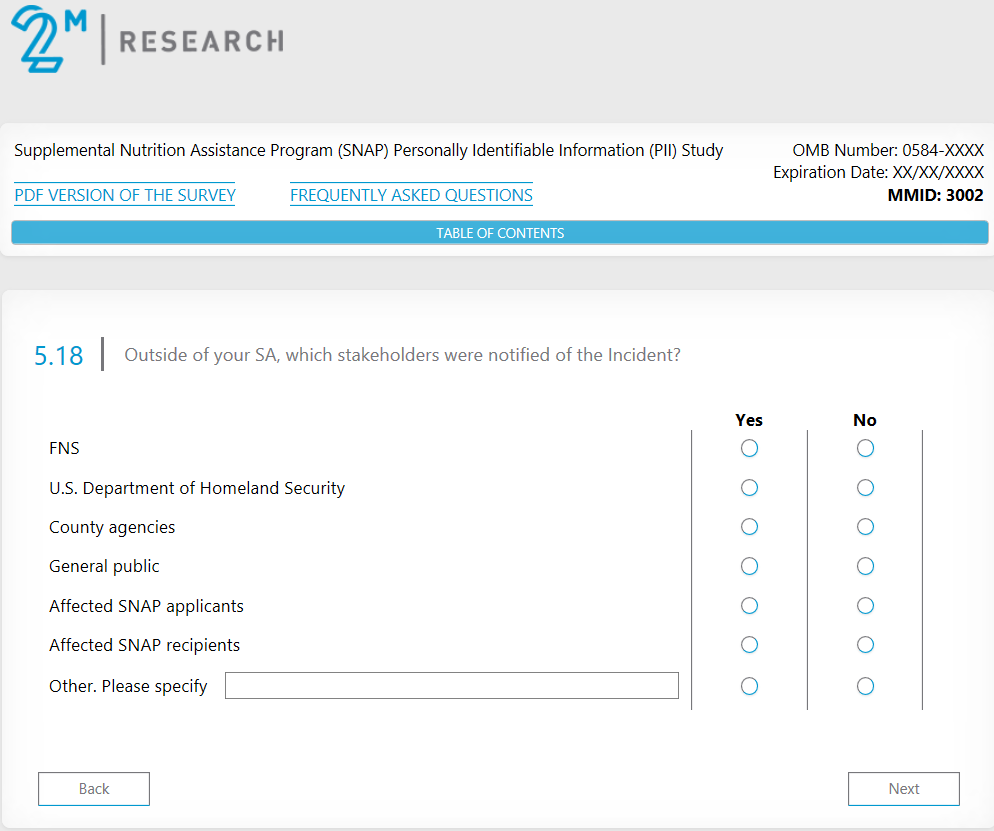 2M | RESEARCH
Supplemental Nutrition Assistance Program (SNAP) Personally Identifiable Information (PII) Study
OMB Number: 0584-XXXX
Expiration Date: XX/XX/XXXX
PDF VERSION OF THE SURVEY
FREQUENTLY ASKED QUESTIONS
MMID: 3002
TABLE OF CONTENTS
5.18 Outside of your SA, which stakeholders were notified of the Incident?
Yes No
FNS
U.S. Department of Homeland Security
County agencies
General public
Affected SNAP applicants
Affected SNAP recipients
Other. Please specify
Back Next